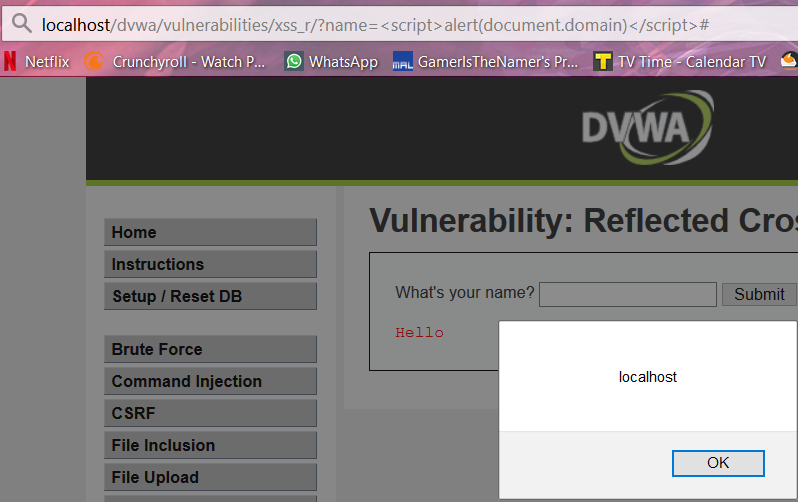 localhost/dvwa/vulnerabilities/xss_r/?name=<script>alert(document.domain)</script>#
Netflix Crunchyroll - Watch P... WhatsApp MAL GamerIsTheNamer's Pr... T TV Time - Calendar TV
DVWA
Vulnerability: Reflected Cros
Home
Instructions
Setup / Reset DB
Brute Force
Command Injection
CSRF
File Inclusion
File Upload
What's your name? Submit
Hello
localhost
OK